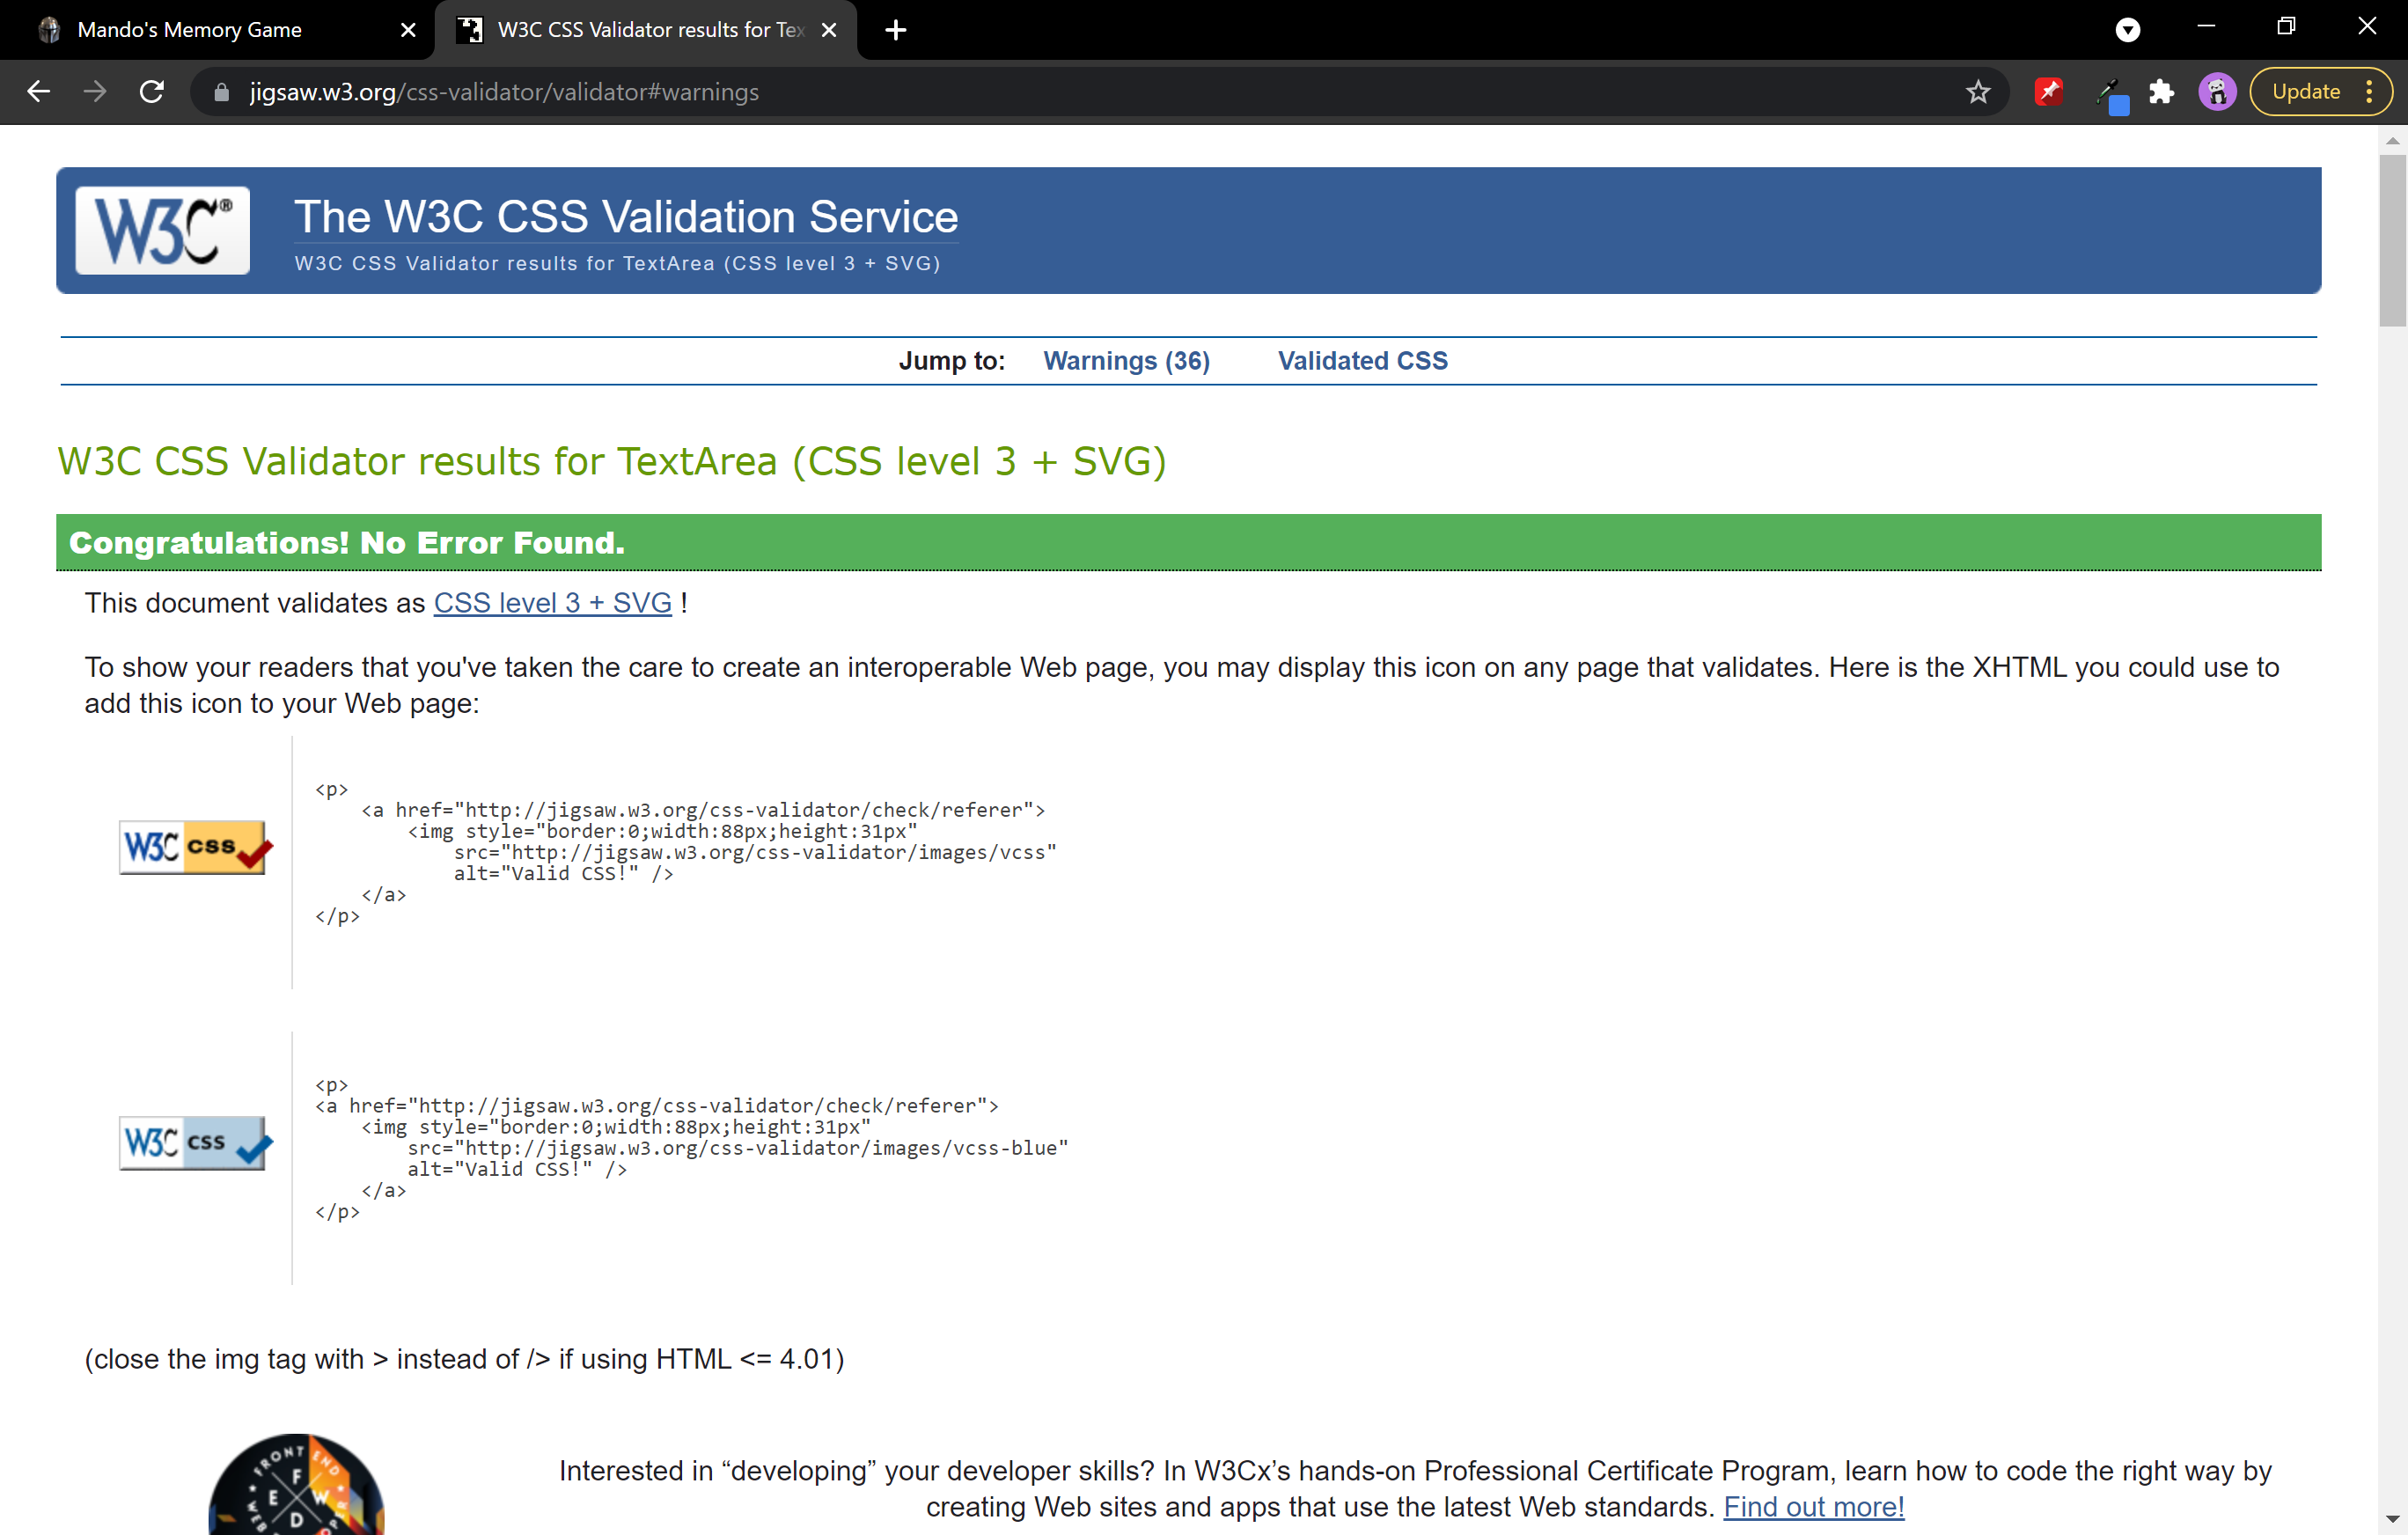 Mando's Memory Game
W3C CSS Validator results for Tex
jigsaw.w3.org/css-validator/validator#warnings
Update
W3C®
The W3C CSS Validation Service
W3C CSS Validator results for TextArea (CSS level 3 + SVG)
Jump to: Warnings (36) Validated CSS
W3C CSS Validator results for TextArea (CSS level 3 + SVG)
Congratulations! No Error Found.
This document validates as CSS level 3 + SVG !
To show your readers that you've taken the care to create an interoperable Web page, you may display this icon on any page that validates. Here is the XHTML you could use to
add this icon to your Web page:
W3C css
<p>
<a href="http://jigsaw.w3.org/css-validator/check/referer">
<img style="border:0;width:88px;height:31px"
src="http://jigsaw.w3.org/css-validator/images/vcss"
alt="Valid CSS!" />
</a>
</p>
W3C css
<p>
<a href="http://jigsaw.w3.org/css-validator/check/referer">
<img style="border:0;width:88px;height:31px"
src="http://jigsaw.w3.org/css-validator/images/vcss-blue"
alt="Valid CSS!" />
</a>
</p>
(close the img tag with > instead of /> if using HTML <= 4.01)
FRONT END
F
E W
D
Interested in “developing” your developer skills? In W3Cx’s hands-on Professional Certificate Program, learn how to code the right way by
creating Web sites and apps that use the latest Web standards. Find out more!